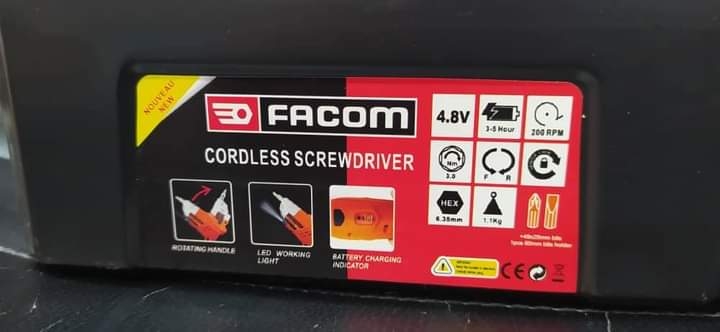 NOUVEAU
NEW
FACOM
CORDLESS SCREWDRIVER
4.8V
3-5 Hour
200 RPM
Nm
3.0
F R
HEX
6.35mm
1.1Kg
ROTATING HANDLE
LED WORKING
LIGHT
BATTERY CHARGING
INDICATOR
CE